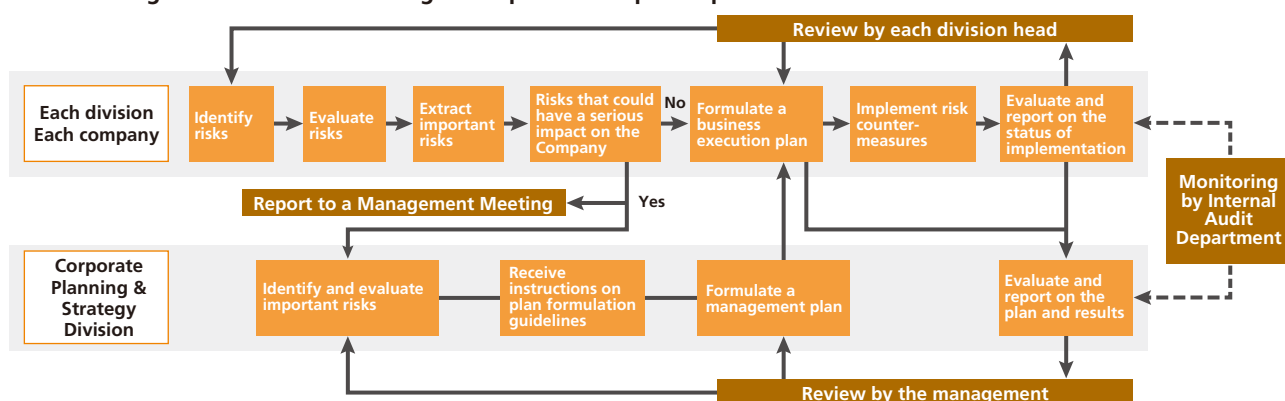 Review by each division head
Each division
Each company
Identify
risks
Evaluate
risks
Extract
important
risks
Risks that could
have a serious
impact on the
Company
No
Formulate a
business
execution plan
Implement risk
counter-
measures
Evaluate and
report on the
status of
implementation
Report to a Management Meeting
Yes
Monitoring
by Internal
Audit
Department
Corporate
Planning &
Strategy
Division
Identify and evaluate
important risks
Receive
instructions on
plan formulation
guidelines
Formulate a
management plan
Evaluate and
report on the
plan and results
Review by the management